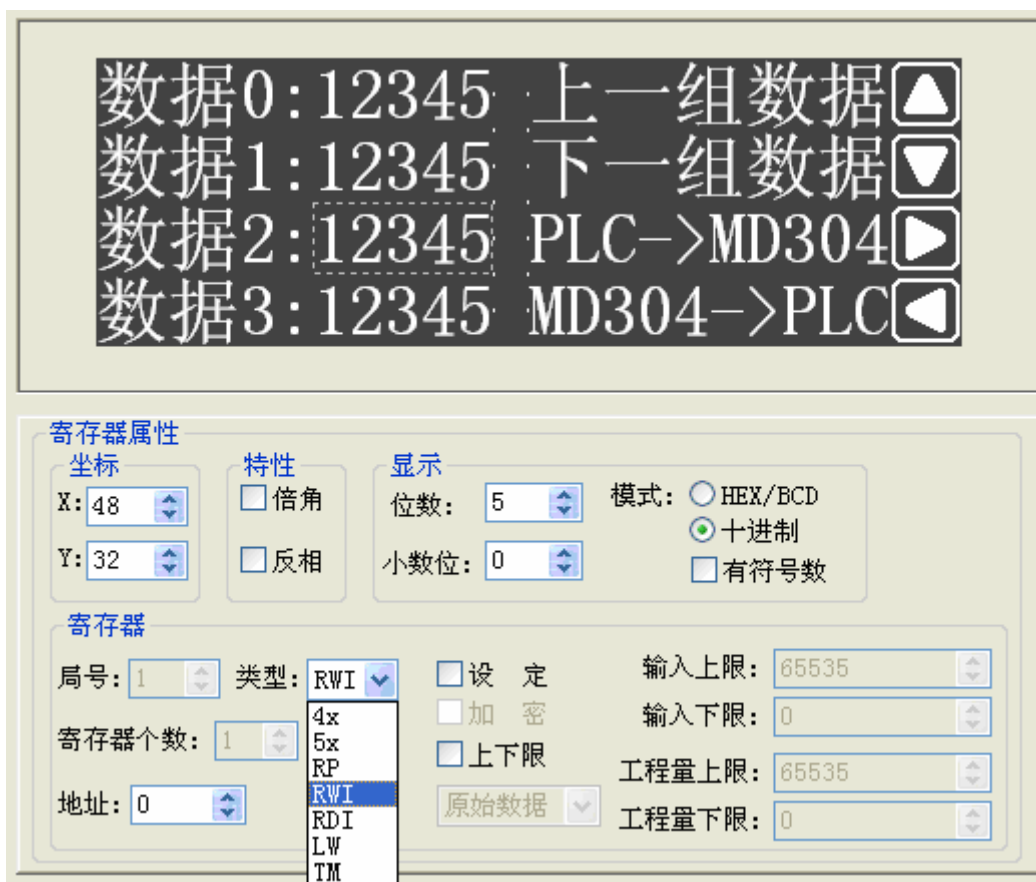 数据0:12345 上一组数据
数据1:12345 下一组数据
数据2:12345 PLC->MD304
数据3:12345 MD304->PLC
寄存器属性
坐标 特性 显示
X: 48 倍角 位数: 5 模式: HEX/BCD
十进制
Y: 32 反相 小数位: 0 有符号数
寄存器
局号: 1 类型: RWI 设 定 输入上限: 65535
4x 加 密 输入下限: 0
寄存器个数: 1 5x
RP 上下限 工程量上限: 65535
RWI
地址: 0 RDI 原始数据 工程量下限: 0
LW
TM